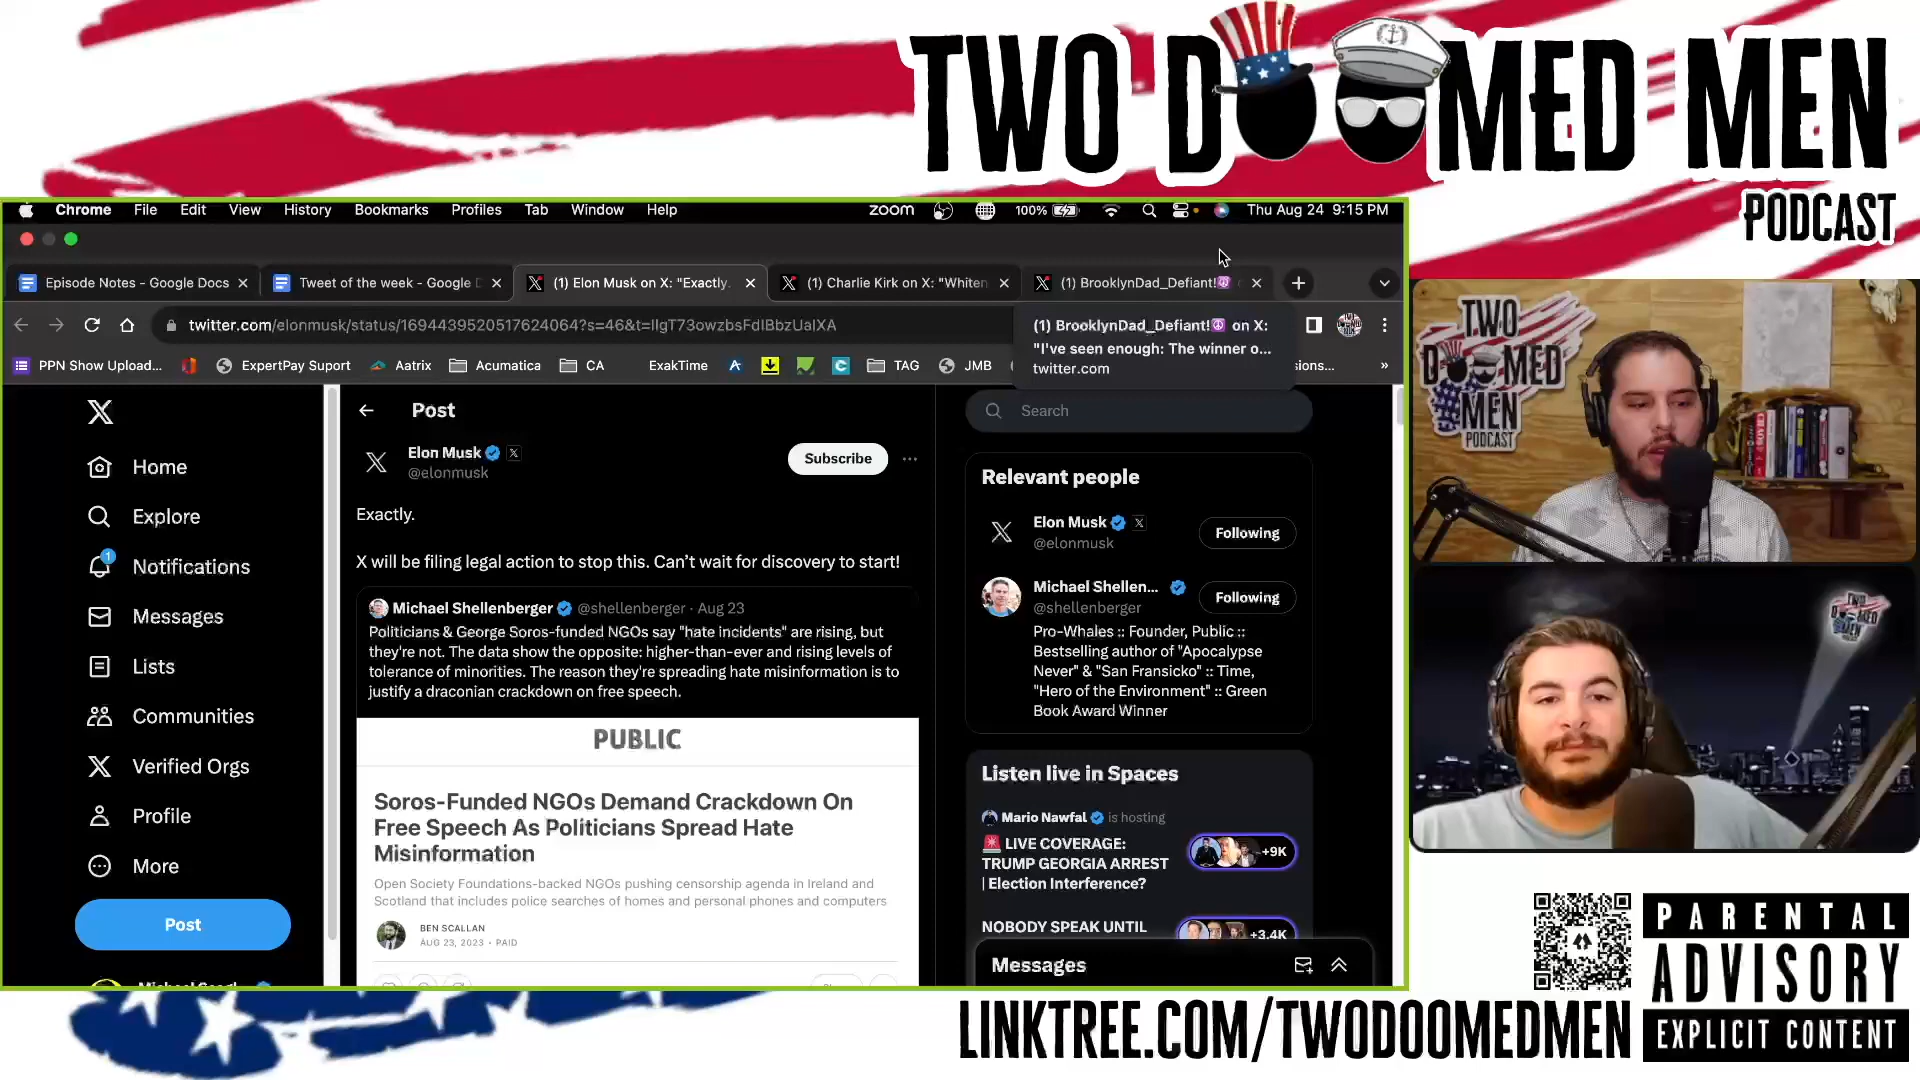 TWO DOOMED MEN
PODCAST
Chrome File Edit View History Bookmarks Profiles Tab Window Help
zoom 100% Thu Aug 24 9:15 PM
Episode Notes - Google Docs
Tweet of the week - Google D
(1) Elon Musk on X: "Exactly.
(1) Charlie Kirk on X: "Whiten
(1) BrooklynDad_Defiant!
twitter.com/elonmusk/status/1694439520517624064?s=46&t=IlgT73owzbsFdIBbzUaIXA
(1) BrooklynDad_Defiant! on X:
"I've seen enough: The winner o...
twitter.com
PPN Show Upload...
ExpertPay Suport
Aatrix
Acumatica
CA
ExakTime
TAG
JMB
sions...
»
Home
Explore
1
Notifications
Messages
Lists
Communities
Verified Orgs
Profile
More
Post
Post
Elon Musk
@elonmusk
Subscribe
Exactly.
X will be filing legal action to stop this. Can't wait for discovery to start!
Michael Shellenberger @shellenberger · Aug 23
Politicians & George Soros-funded NGOs say "hate incidents" are rising, but
they're not. The data show the opposite: higher-than-ever and rising levels of
tolerance of minorities. The reason they're spreading hate misinformation is to
justify a draconian crackdown on free speech.
PUBLIC
Soros-Funded NGOs Demand Crackdown On
Free Speech As Politicians Spread Hate
Misinformation
Open Society Foundations-backed NGOs pushing censorship agenda in Ireland and
Scotland that includes police searches of homes and personal phones and computers
BEN SCALLAN
AUG 23, 2023 • PAID
Search
Relevant people
Elon Musk
@elonmusk
Following
Michael Shellen...
@shellenberger
Following
Pro-Whales :: Founder, Public ::
Bestselling author of "Apocalypse
Never" & "San Fransicko" :: Time,
"Hero of the Environment" :: Green
Book Award Winner
Listen live in Spaces
Mario Nawfal is hosting
LIVE COVERAGE:
TRUMP GEORGIA ARREST
| Election Interference?
+9K
NOBODY SPEAK UNTIL
+3.4K
Messages
TWO
DOOMED
MEN
PODCAST
LINKTREE.COM/TWODOOMEDMEN
PARENTAL
ADVISORY
EXPLICIT CONTENT